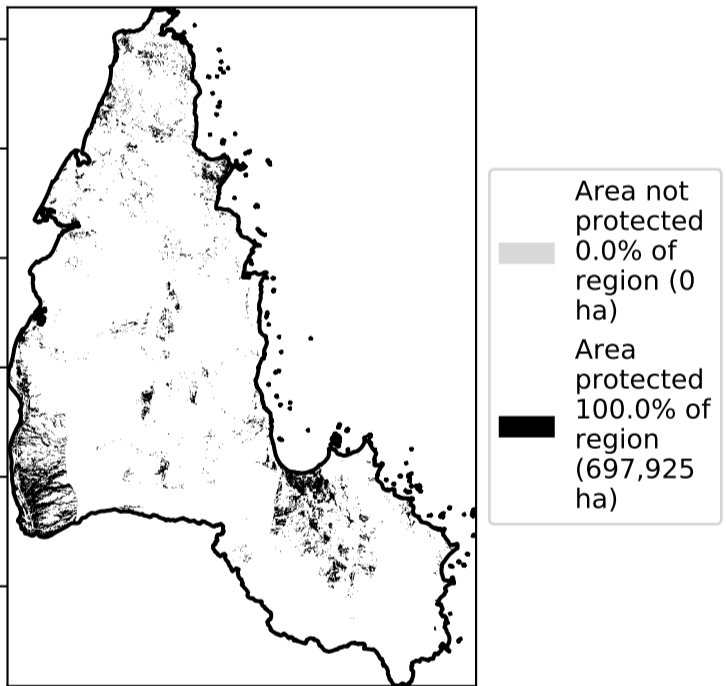 Area not
protected
0.0% of
region (0
ha)
Area
protected
100.0% of
region
(697,925
ha)